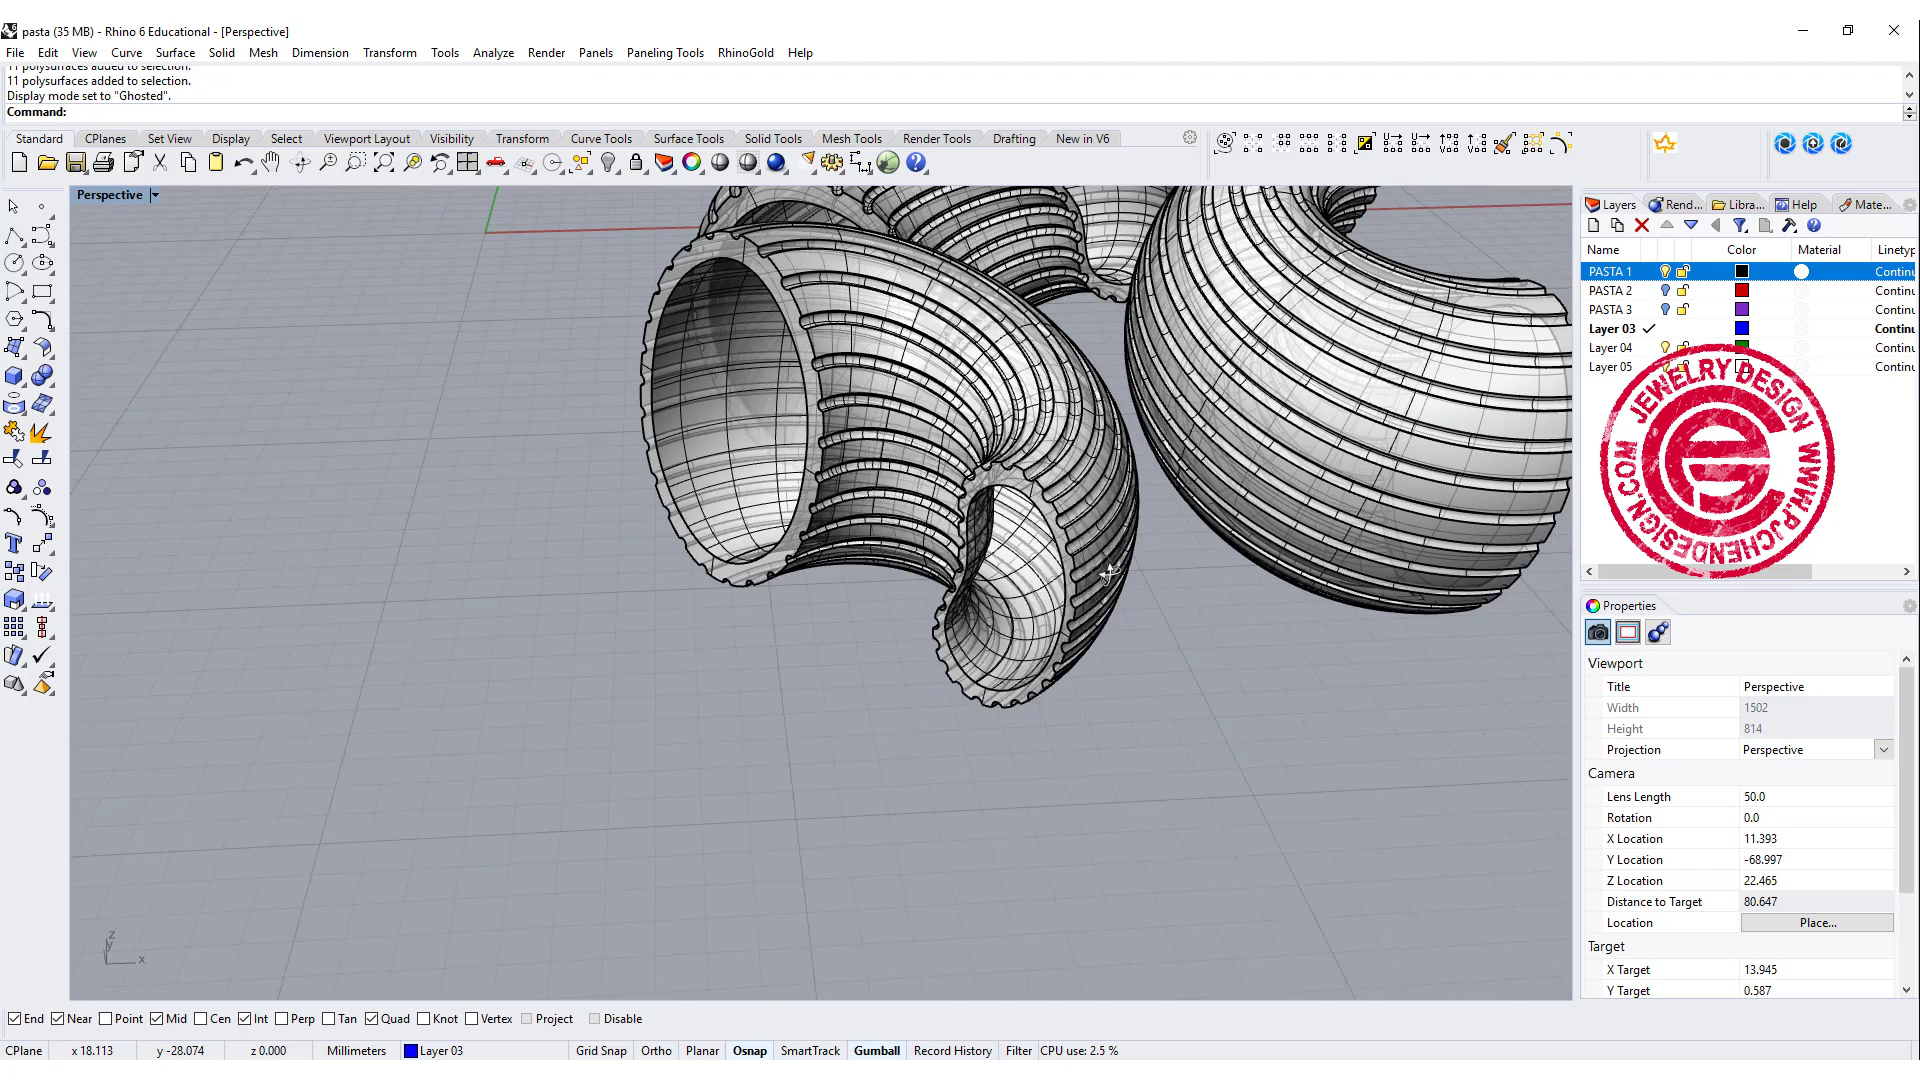 pasta (35 MB) - Rhino 6 Educational - [Perspective]
File Edit View Curve Surface Solid Mesh Dimension Transform Tools Analyze Render Panels Paneling Tools RhinoGold Help
11 polysurfaces added to selection.
11 polysurfaces added to selection.
Display mode set to "Ghosted".
Command:
Standard CPlanes Set View Display Select Viewport Layout Visibility Transform Curve Tools Surface Tools Solid Tools Mesh Tools Render Tools Drafting New in V6
Perspective
Layers Rend... Libra... Help Mate...
Name Color Material Linetyp
PASTA 1 Continu
PASTA 2 Continu
PASTA 3 Continu
Layer 03 Continu
Layer 04 Continu
Layer 05 Continu
JEWELRY DESIGN WWW.PJCHENDESIGN.COM
Properties
Viewport
Title Perspective
Width 1502
Height 814
Projection Perspective
Camera
Lens Length 50.0
Rotation 0.0
X Location 11.393
Y Location -68.997
Z Location 22.465
Distance to Target 80.647
Location Place...
Target
X Target 13.945
Y Target 0.587
z
y
x
End Near Point Mid Cen Int Perp Tan Quad Knot Vertex Project Disable
CPlane x 18.113 y -28.074 z 0.000 Millimeters Layer 03 Grid Snap Ortho Planar Osnap SmartTrack Gumball Record History Filter CPU use: 2.5 %